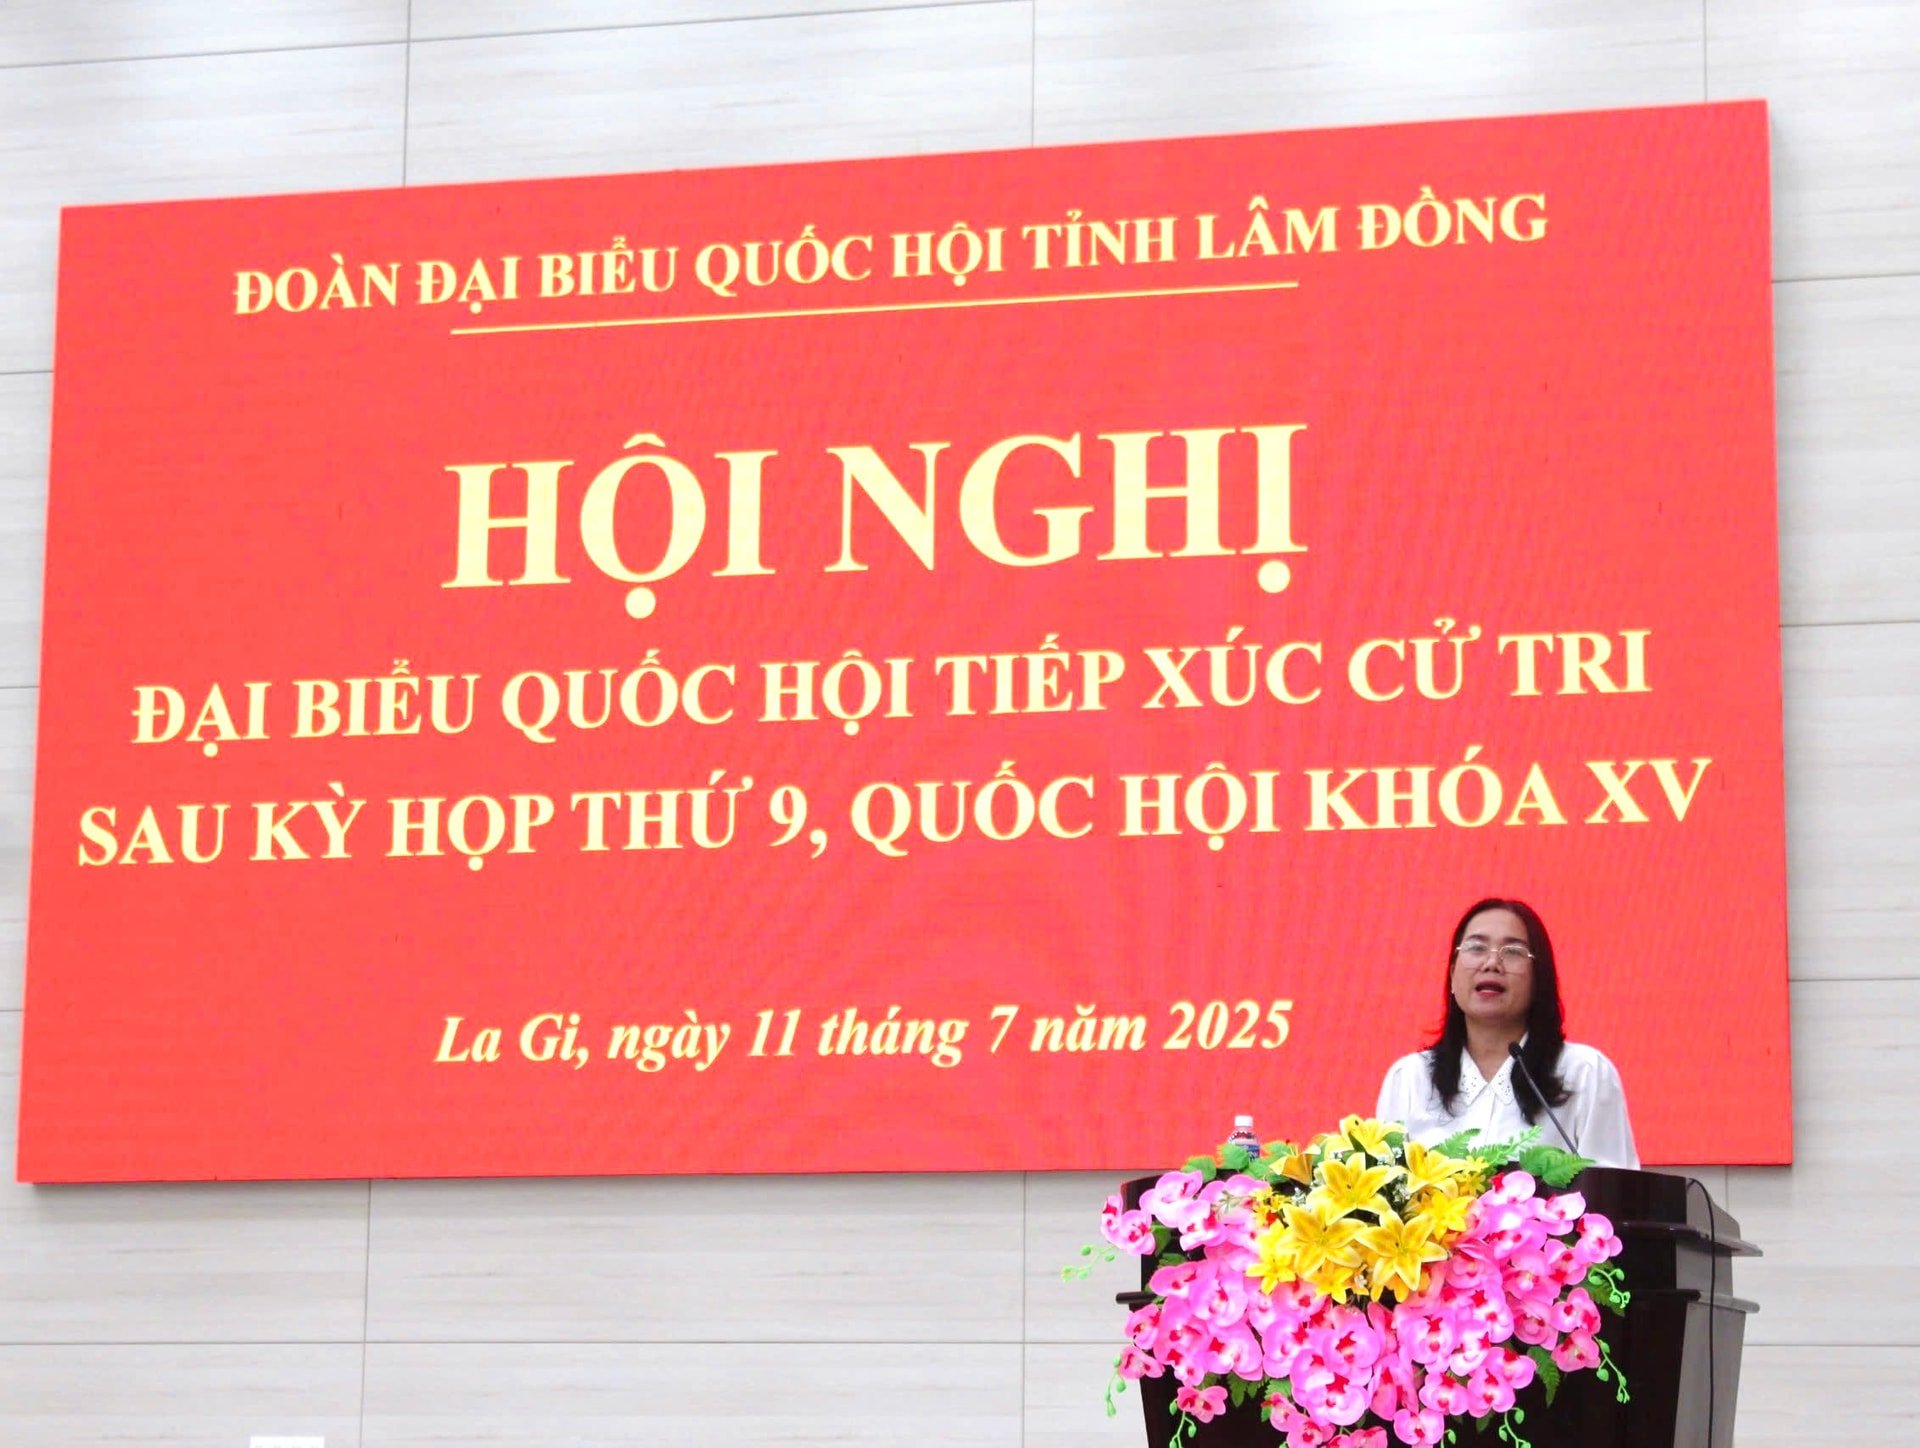 ĐOÀN ĐẠI BIỂU QUỐC HỘI TỈNH LÂM ĐỒNG
HỘI NGHỊ
ĐẠI BIỂU QUỐC HỘI TIẾP XÚC CỬ TRI
SAU KỲ HỌP THỨ 9, QUỐC HỘI KHÓA XV
La Gi, ngày 11 tháng 7 năm 2025